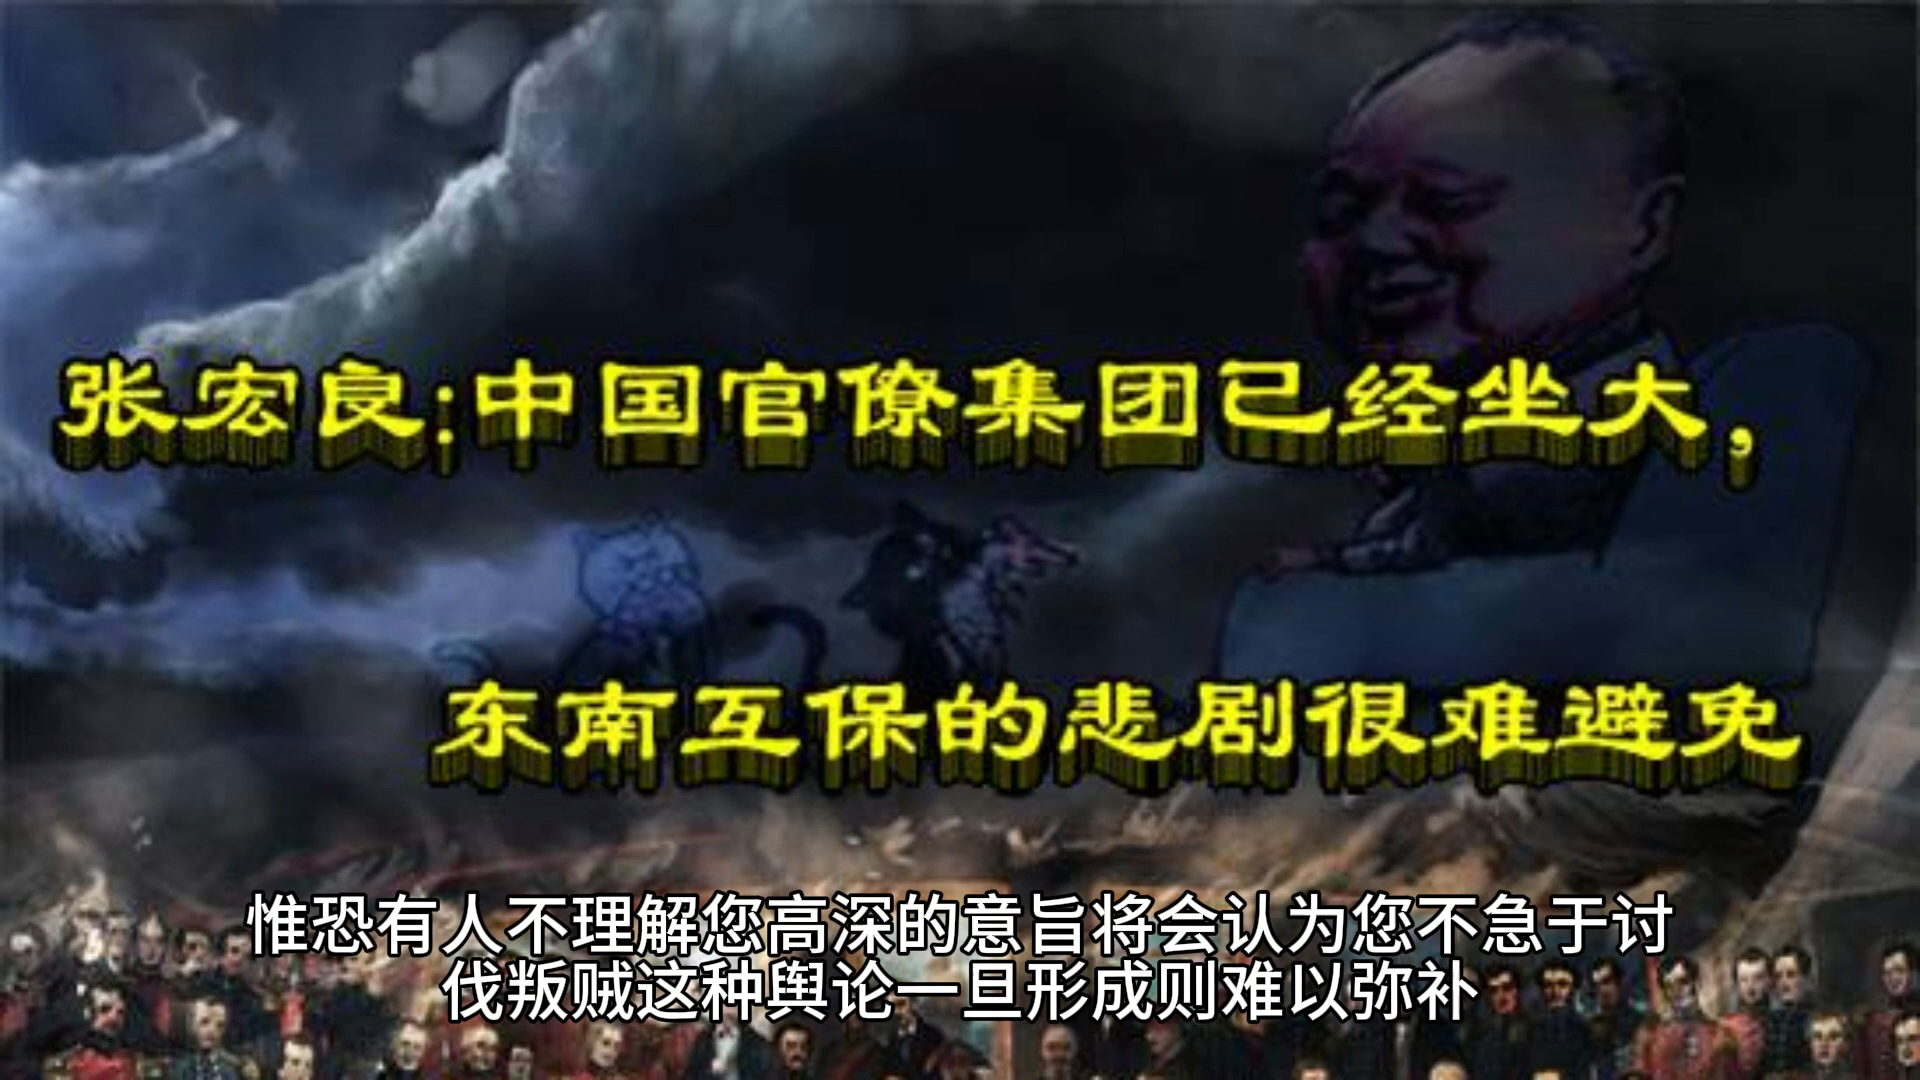 张宏良:中国官僚集团已经坐大,
东南互保的悲剧很难避免
惟恐有人不理解您高深的意旨将会认为您不急于讨
伐叛贼这种舆论一旦形成则难以弥补